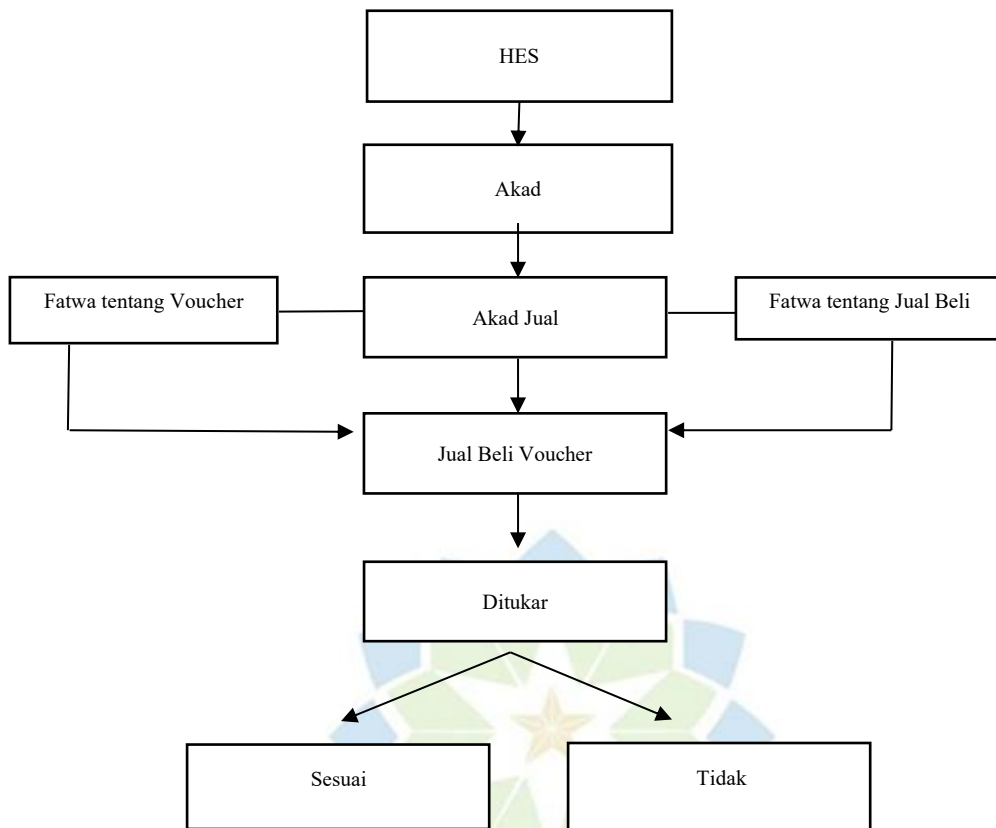 HES
Akad
Fatwa tentang Voucher
Akad Jual
Fatwa tentang Jual Beli
Jual Beli Voucher
Ditukar
Sesuai
Tidak